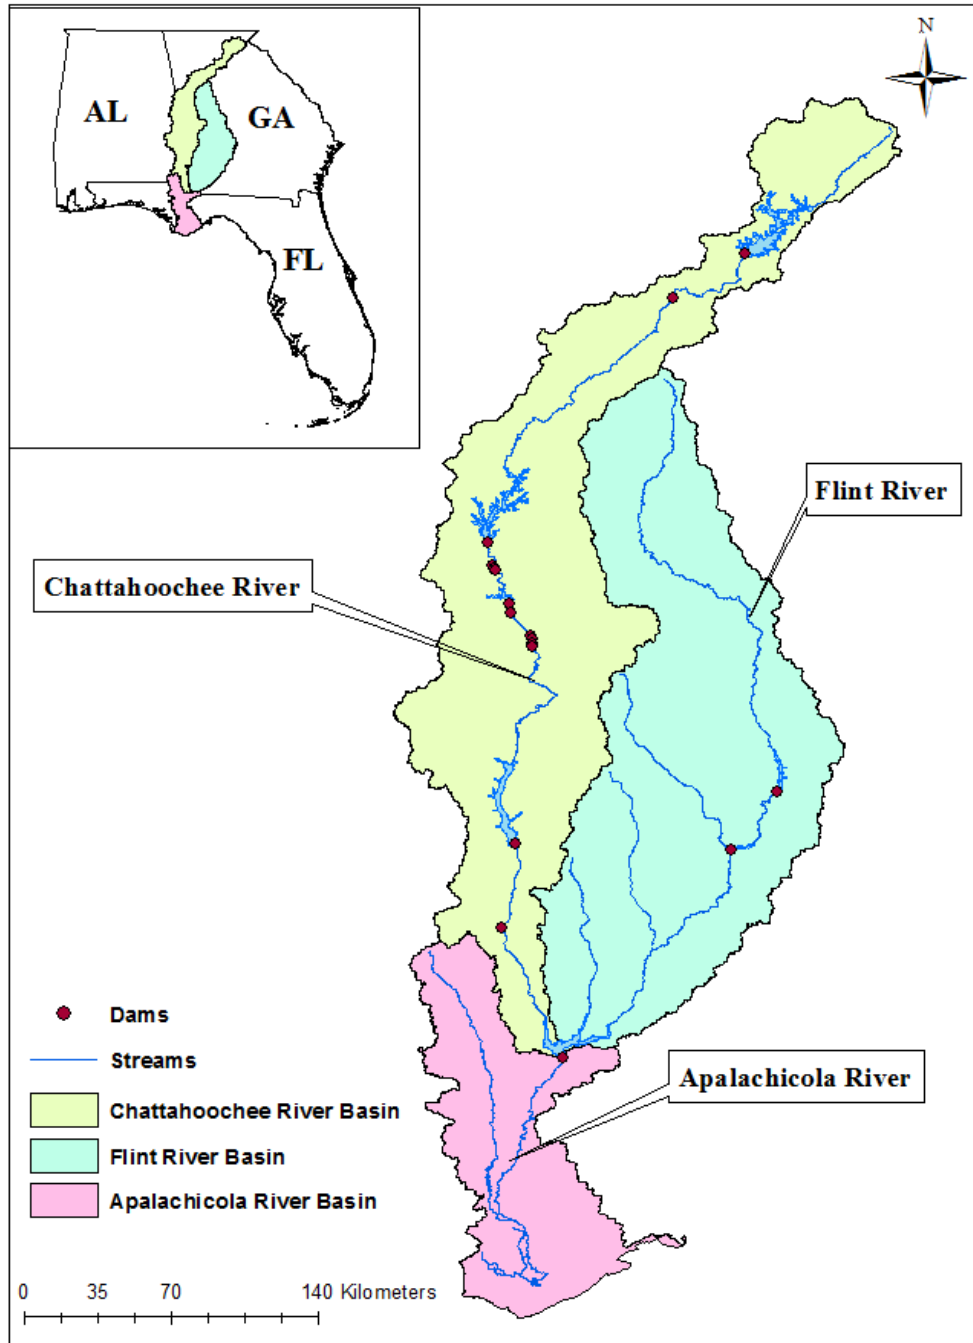 N
AL
GA
FL
Flint River
Chattahoochee River
Apalachicola River
Dams
Streams
Chattahoochee River Basin
Flint River Basin
Apalachicola River Basin
0 35 70 140 Kilometers